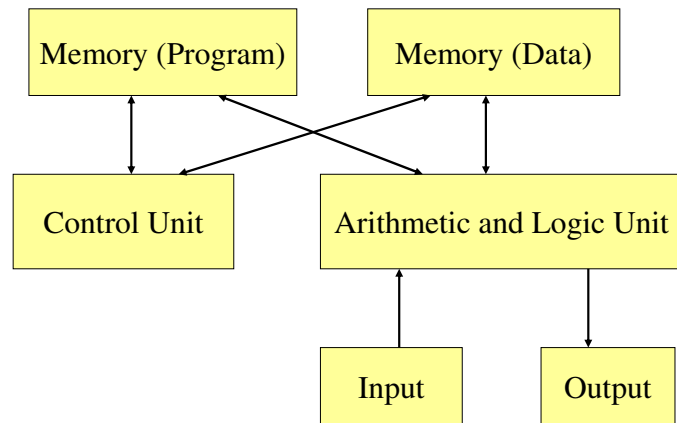 Memory (Program)
Memory (Data)
Control Unit
Arithmetic and Logic Unit
Input
Output